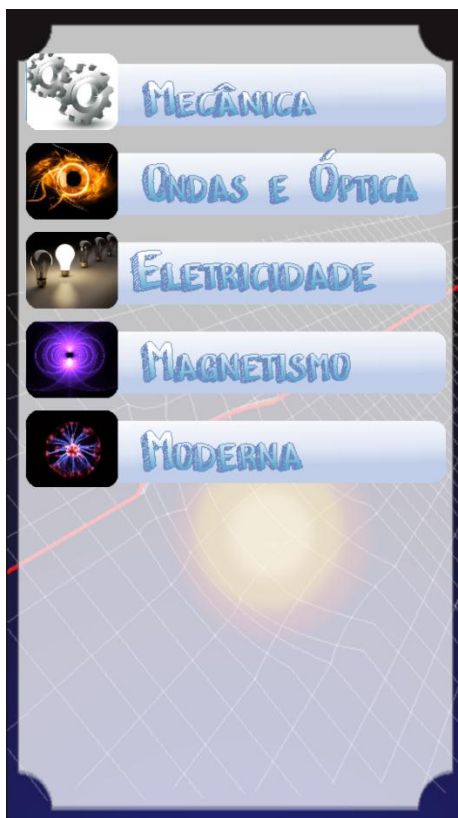 Mecânica
Ondas e Óptica
Eletricidade
Magnetismo
Moderna